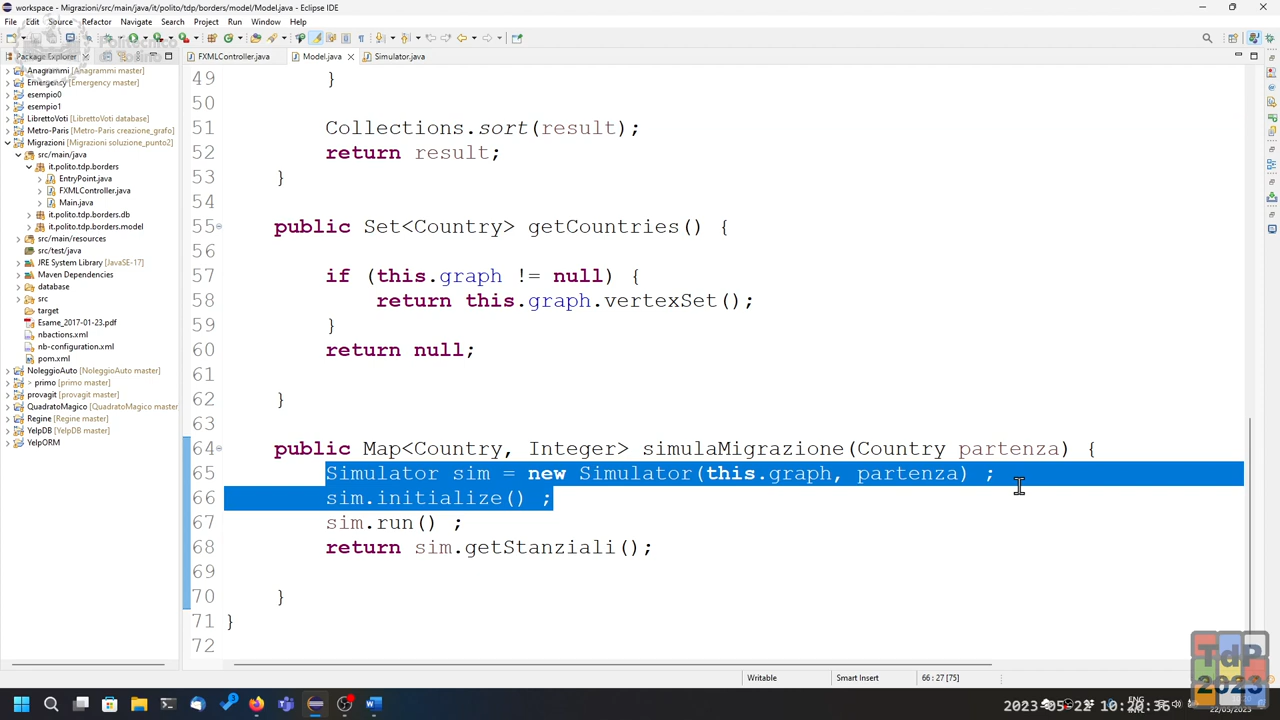 workspace - Migrazioni/src/main/java/it/polito/tdp/borders/model/Model.java - Eclipse IDE
File Edit Source Refactor Navigate Search Project Run Window Help
Package Explorer
FXMLController.java Model.java Simulator.java
Anagrammi [Anagrammi master]
Emergency [Emergency master]
esempio0
esempio1
LibrettoVoti [LibrettoVoti database]
Metro-Paris [Metro-Paris creazione_grafo]
Migrazioni [Migrazioni soluzione_punto2]
src/main/java
it.polito.tdp.borders
EntryPoint.java
FXMLController.java
Main.java
it.polito.tdp.borders.db
it.polito.tdp.borders.model
src/main/resources
src/test/java
JRE System Library [JavaSE-17]
Maven Dependencies
database
src
target
Esame_2017-01-23.pdf
nbactions.xml
nb-configuration.xml
pom.xml
NoleggioAuto [NoleggioAuto master]
> primo [primo master]
provagit [provagit master]
QuadratoMagico [QuadratoMagico master]
Regine [Regine master]
YelpDB [YelpDB master]
YelpORM
49 }
50
51 Collections.sort(result);
52 return result;
53 }
54
55 public Set<Country> getCountries() {
56
57 if (this.graph != null) {
58 return this.graph.vertexSet();
59 }
60 return null;
61
62 }
63
64 public Map<Country, Integer> simulaMigrazione(Country partenza) {
65 Simulator sim = new Simulator(this.graph, partenza) ;
66 sim.initialize() ;
67 sim.run() ;
68 return sim.getStanziali();
69
70 }
71 }
72
Writable Smart Insert 66 : 27 [75]
TdP
2023
ENG
2023-05-22 10:26:36